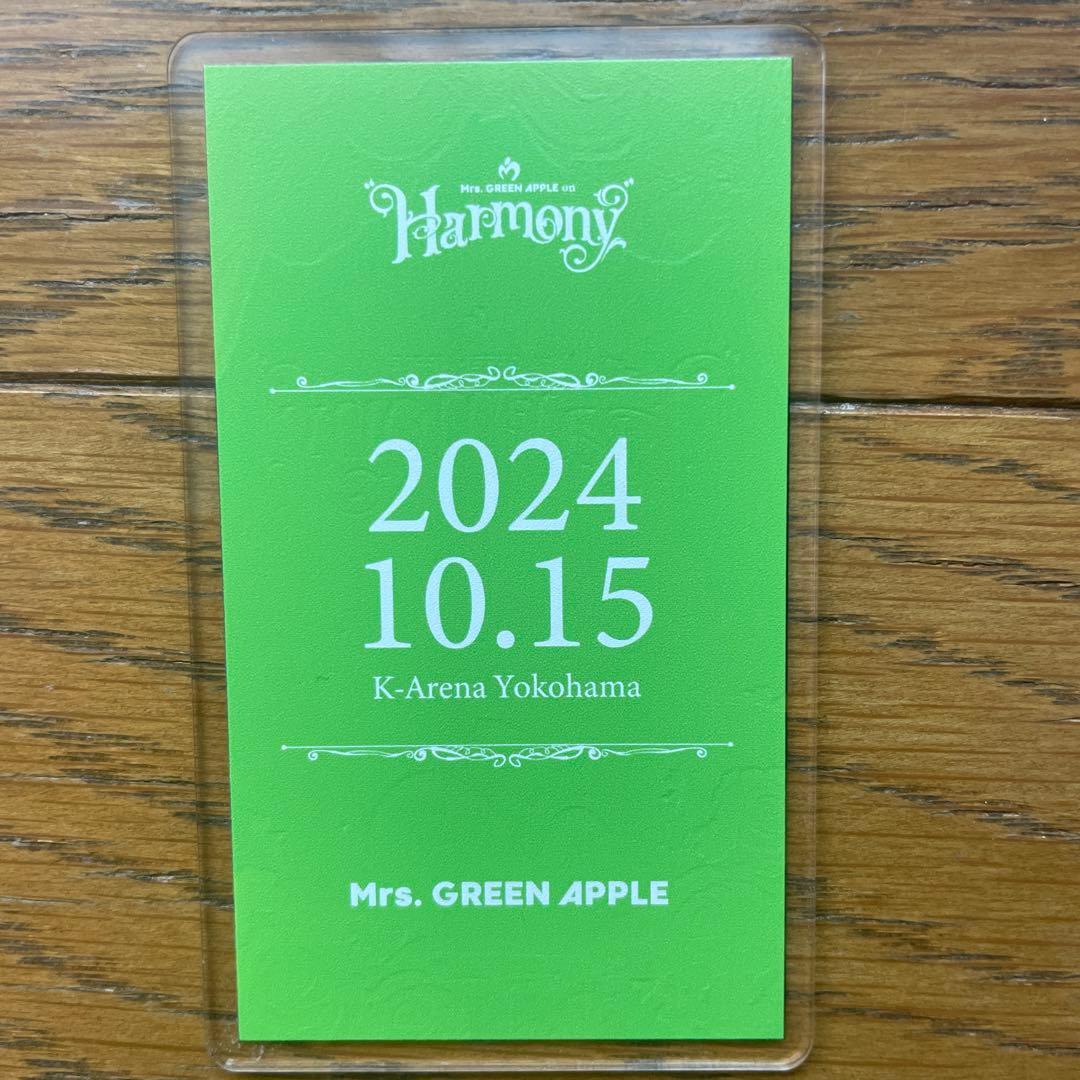 Mrs. GREEN APPLE on
"Harmony"
2024
10.15
K-Arena Yokohama
Mrs. GREEN APPLE